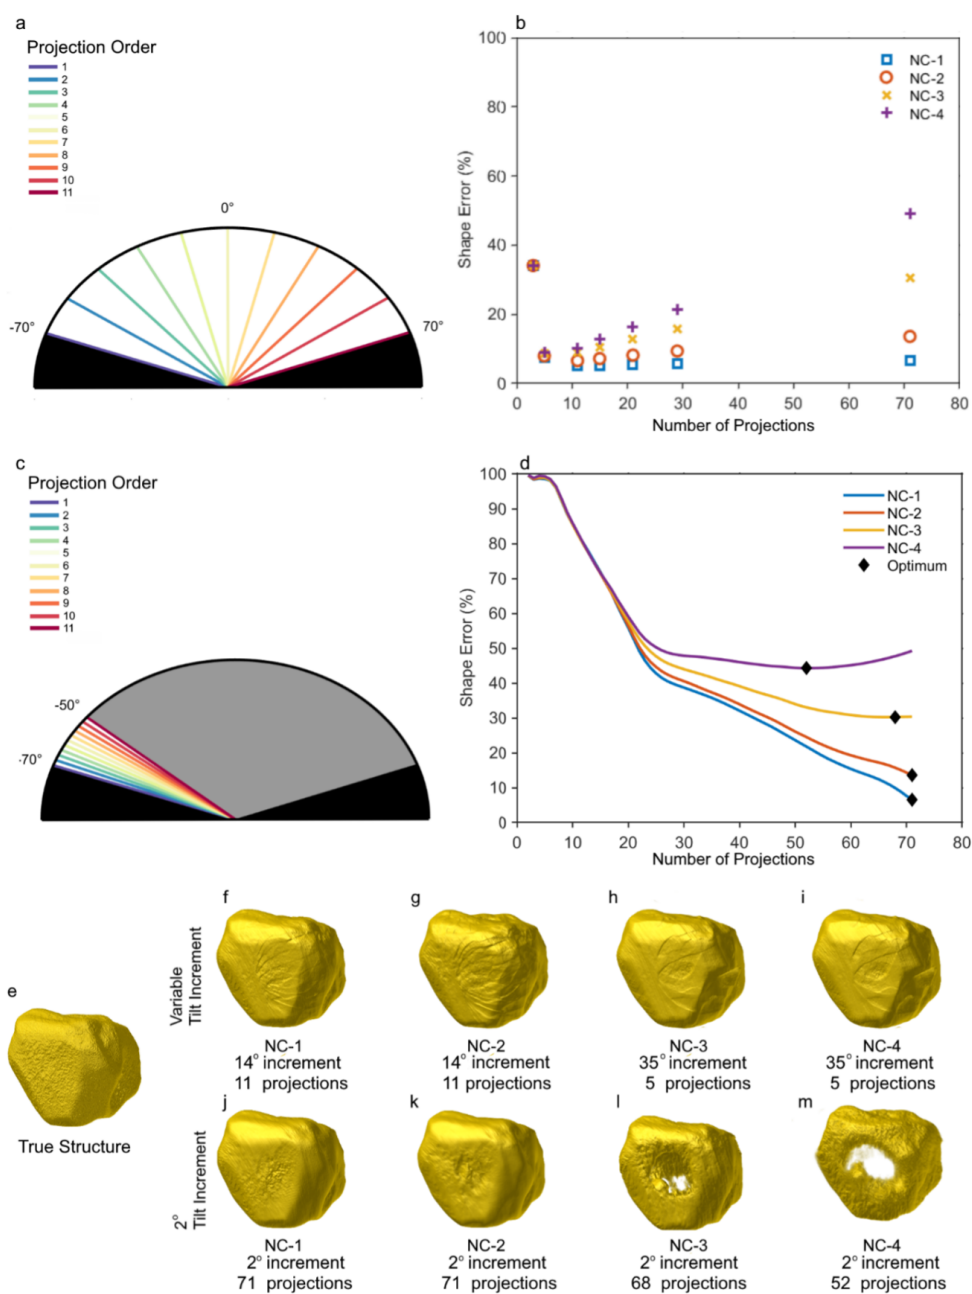 a
Projection Order
1
2
3
4
5
6
7
8
9
10
11
0°
-70°
70°
b
100
80
60
40
20
0
Shape Error (%)
NC-1
NC-2
NC-3
NC-4
0 10 20 30 40 50 60 70 80
Number of Projections
c
Projection Order
1
2
3
4
5
6
7
8
9
10
11
-50°
-70°
d
100
90
80
70
60
50
40
30
20
10
0
Shape Error (%)
NC-1
NC-2
NC-3
NC-4
Optimum
0 10 20 30 40 50 60 70 80
Number of Projections
e
True Structure
Variable
Tilt Increment
f
NC-1
14° increment
11 projections
g
NC-2
14° increment
11 projections
h
NC-3
35° increment
5 projections
i
NC-4
35° increment
5 projections
2°
Tilt Increment
j
NC-1
2° increment
71 projections
k
NC-2
2° increment
71 projections
l
NC-3
2° increment
68 projections
m
NC-4
2° increment
52 projections